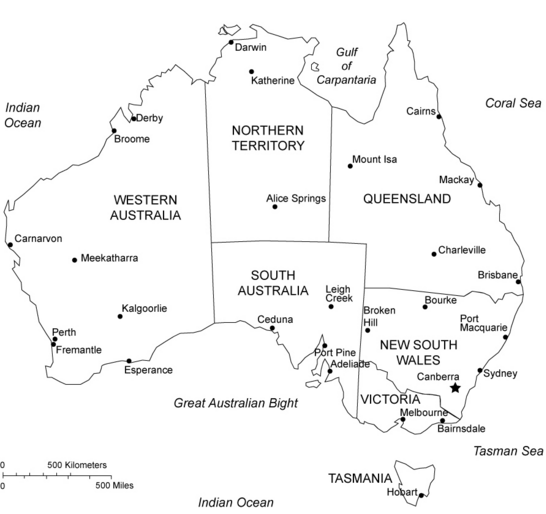 Darwin
Gulf
of
Carpantaria
Katherine
Indian
Ocean
Coral Sea
Cairns
Derby
Broome
NORTHERN
TERRITORY
Mount Isa
Mackay
WESTERN
AUSTRALIA
Alice Springs
QUEENSLAND
Carnarvon
Meekatharra
Charleville
Brisbane
SOUTH
AUSTRALIA
Leigh
Creek
Bourke
Kalgoorlie
Ceduna
Broken
Hill
Port
Macquarie
Perth
Fremantle
Port Pine
NEW SOUTH
WALES
Esperance
Adeliade
Canberra
Sydney
Great Australian Bight
VICTORIA
Melbourne
Bairnsdale
Tasman Sea
0 500 Kilometers
0 500 Miles
TASMANIA
Hobart
Indian Ocean